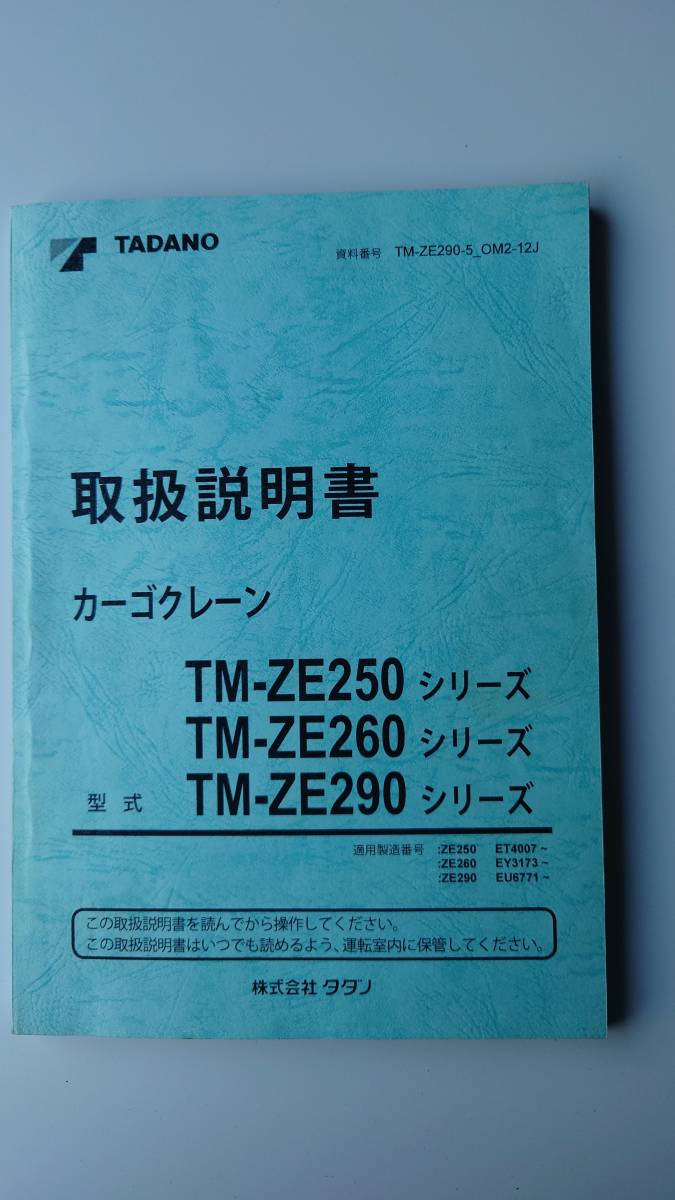 TADANO
資料番号 TM-ZE290-5_OM2-12J
取扱説明書
カーゴクレーン
TM-ZE250 シリーズ
TM-ZE260 シリーズ
型式 TM-ZE290 シリーズ
適用製造番号 :ZE250 ET4007～
:ZE260 EY3173～
:ZE290 EU6771～
この取扱説明書を読んでから操作してください。
この取扱説明書はいつでも読めるよう、運転室内に保管してください。
株式会社 タダノ